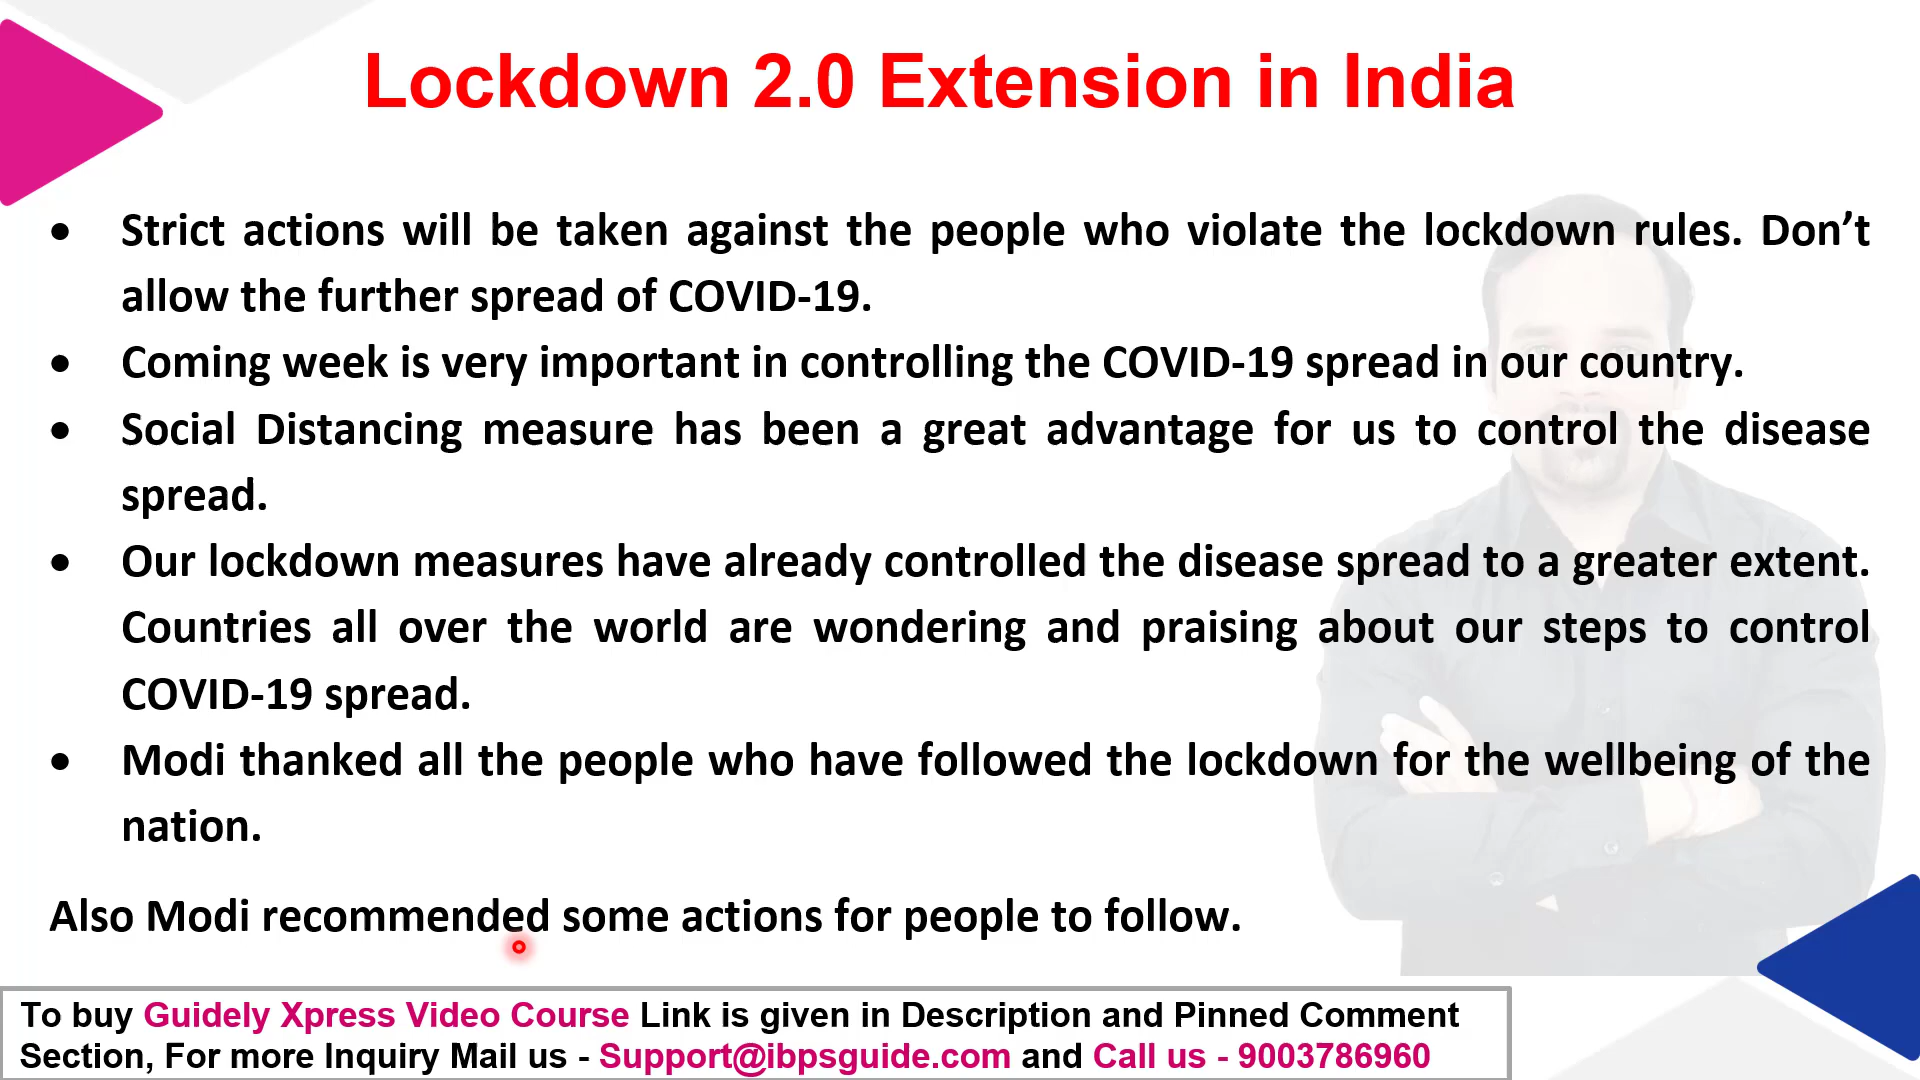 Lockdown 2.0 Extension in India
• Strict actions will be taken against the people who violate the lockdown rules. Don’t
allow the further spread of COVID-19.
• Coming week is very important in controlling the COVID-19 spread in our country.
• Social Distancing measure has been a great advantage for us to control the disease
spread.
• Our lockdown measures have already controlled the disease spread to a greater extent.
Countries all over the world are wondering and praising about our steps to control
COVID-19 spread.
• Modi thanked all the people who have followed the lockdown for the wellbeing of the
nation.
Also Modi recommended some actions for people to follow.
To buy Guidely Xpress Video Course Link is given in Description and Pinned Comment
Section, For more Inquiry Mail us - Support@ibpsguide.com and Call us - 9003786960